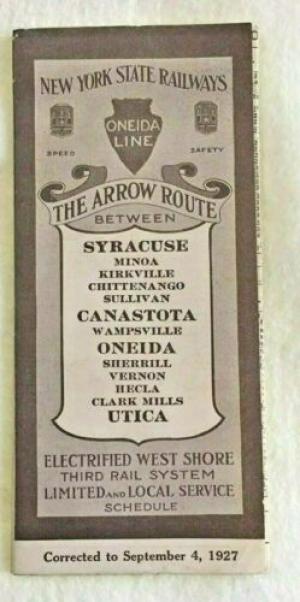 NEW YORK STATE RAILWAYS
ONEIDA
LINE
SPEED
SAFETY
THE ARROW ROUTE
BETWEEN
SYRACUSE
MINOA
KIRKVILLE
CHITTENANGO
SULLIVAN
CANASTOTA
WAMPSVILLE
ONEIDA
SHERRILL
VERNON
HECLA
CLARK MILLS
UTICA
ELECTRIFIED WEST SHORE
THIRD RAIL SYSTEM
LIMITED AND LOCAL SERVICE
SCHEDULE
Corrected to September 4, 1927